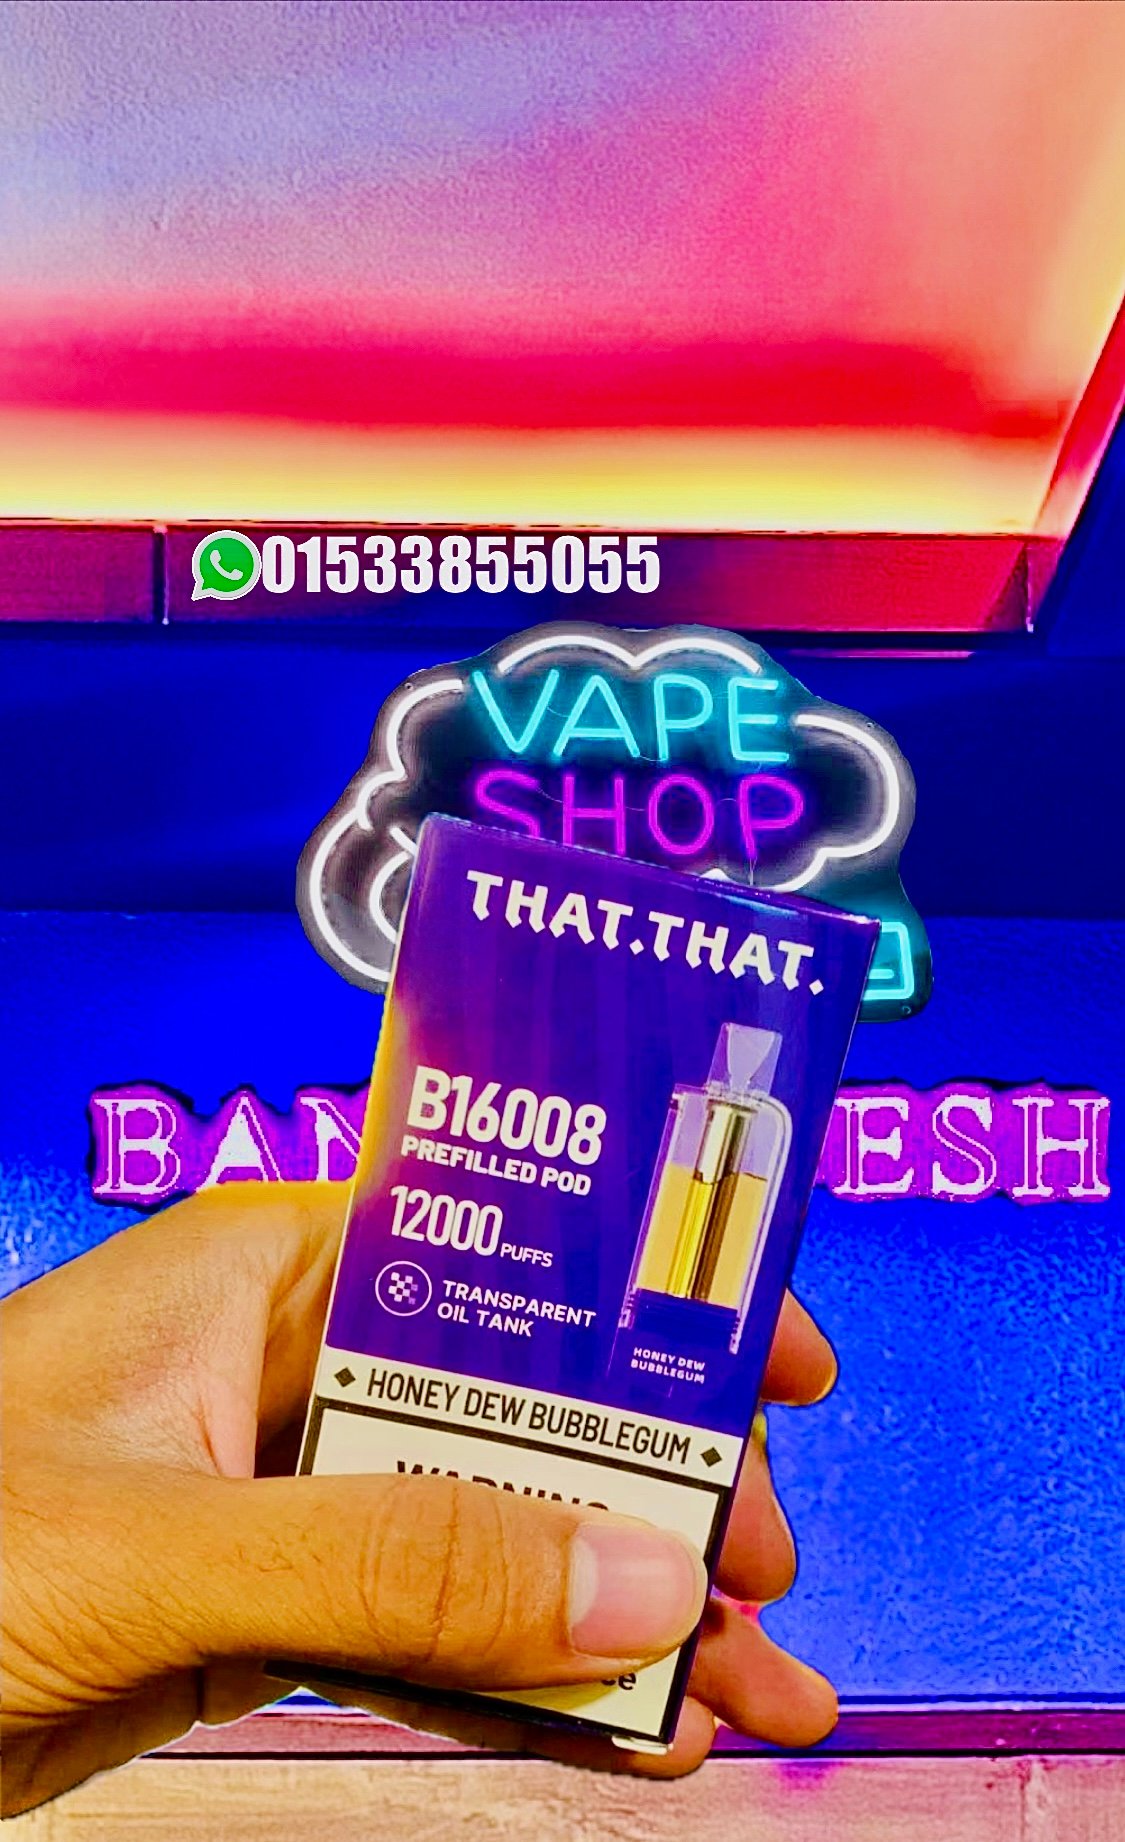 01533855055
VAPE
SHOP
THAT.THAT.
B16008
PREFILLED POD
12000 PUFFS
TRANSPARENT
OIL TANK
HONEY DEW
BUBBLEGUM
HONEY DEW BUBBLEGUM
WARNING